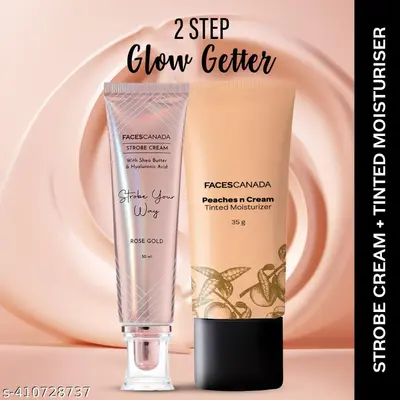 2 STEP
Glow Getter
FACESCANADA
STROBE CREAM
With Shea Butter
& Hyaluronic Acid
Strobe Your
Way
ROSE GOLD
30 ml
FACESCANADA
Peaches n Cream
Tinted Moisturizer
35 g
STROBE CREAM + TINTED MOISTURISER
s-410728737